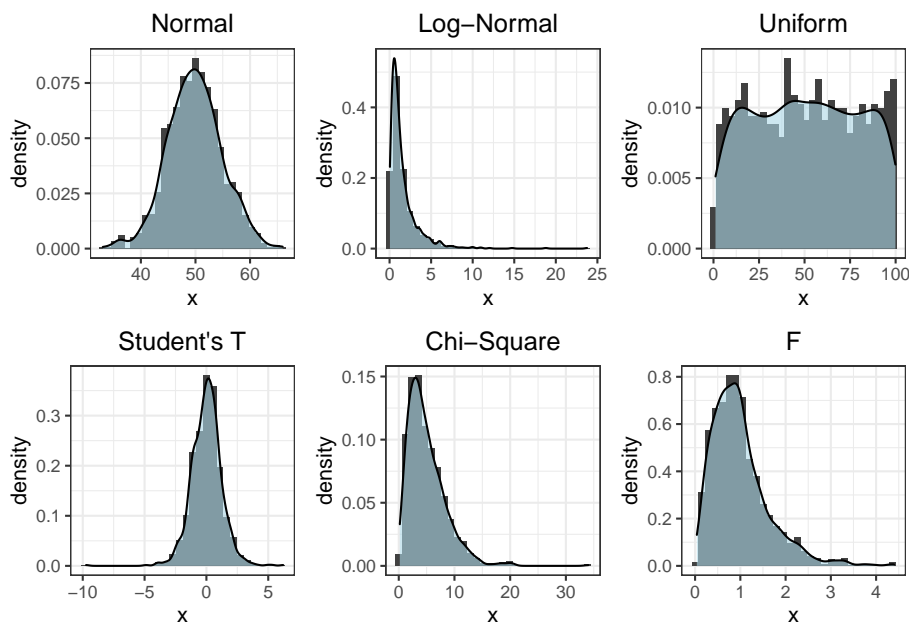 Normal
Log−Normal
Uniform
density
0.075
0.050
0.025
0.000
40
50
60
x
density
0.4
0.2
0.0
0
5
10
15
20
25
x
density
0.010
0.005
0.000
0
25
50
75
100
x
Student's T
Chi−Square
F
density
0.3
0.2
0.1
0.0
−10
−5
0
5
x
density
0.15
0.10
0.05
0.00
0
10
20
30
x
density
0.8
0.6
0.4
0.2
0.0
0
1
2
3
4
x